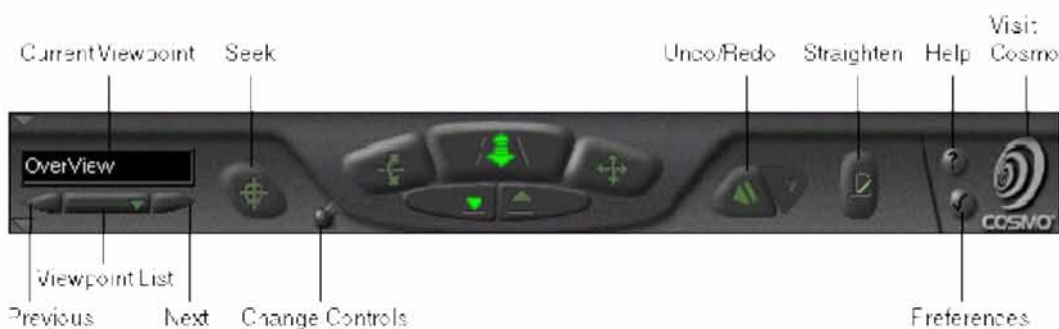 Current Viewpoint
Seek
Undo/Redo
Straighten
Help
Visit
Cosmo
OverView
?
COSMO
Viewpoint List
Previous
Next
Change Controls
Preferences